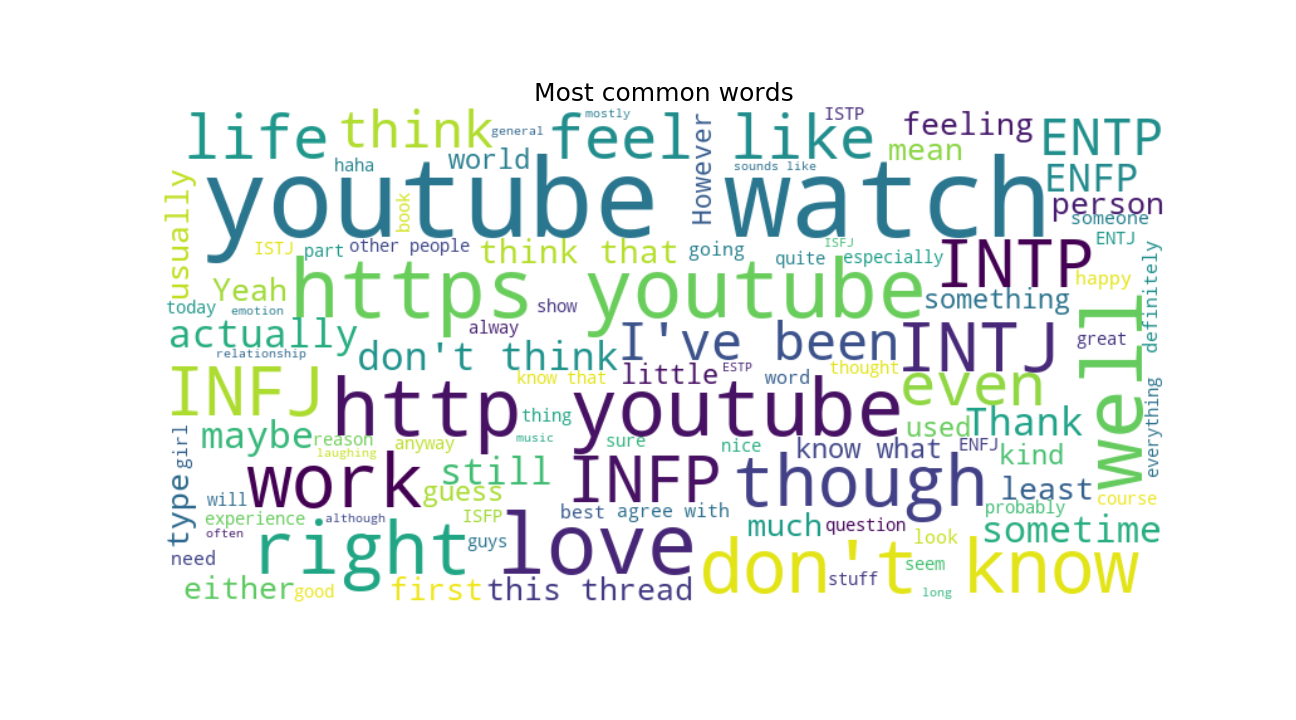 Most common words
life
think
general
mostly
feel like
However
ISTP
feeling
ENTP
haha
world
sounds like
mean
ENFP
usually
youtube watch
book
person
someone
ISTJ
part
other people
think that
going
quite
ISFJ
especially
INTP
ENTJ
happy
definitely
today
Yeah
emotion
https youtube
show
something
actually
relationship
alway
don't think
I've been
INTJ
great
well
INFJ
know that
little
ESTP
word
thought
even
http youtube
thing
used
Thank
maybe
reason
laughing
anyway
music
sure
nice
know what
ENFJ
kind
everything
type
girl
will
work
still
guess
INFP
though
least
course
experience
often
although
ISFP
best
agree with
much
question
probably
sometime
need
right
guys
love
don't know
look
seem
stuff
either
good
first
this thread
long